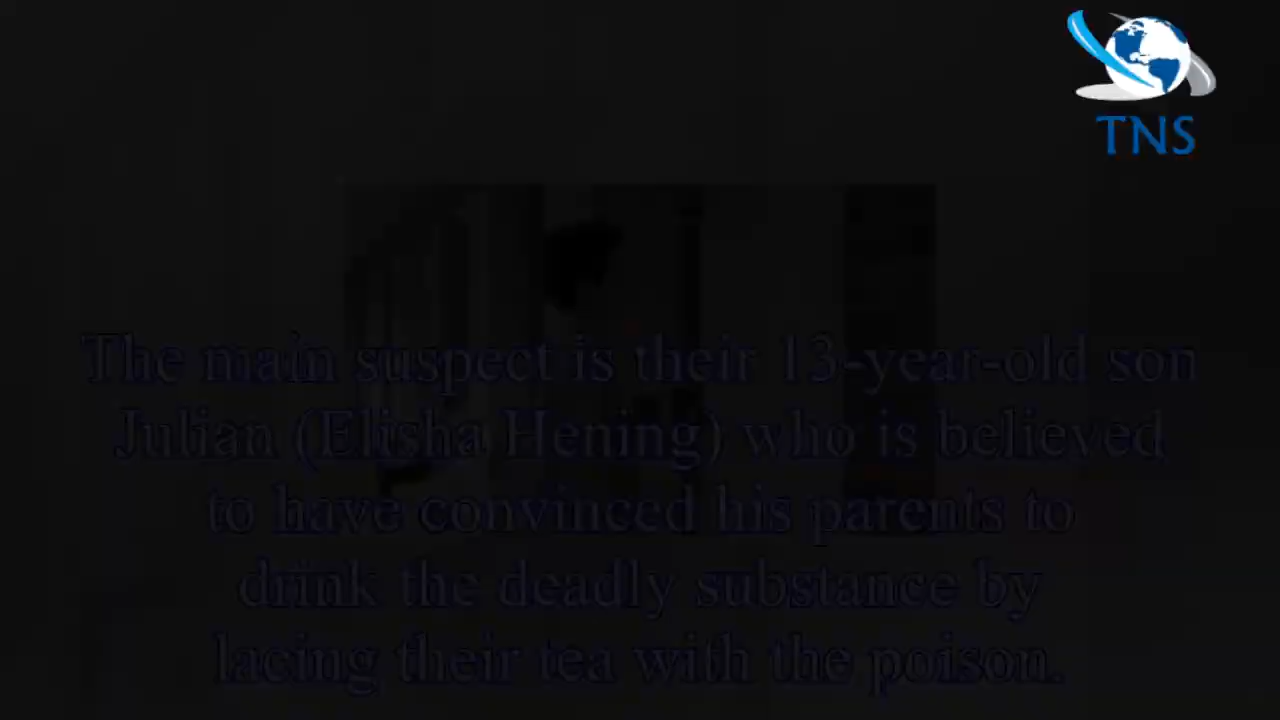 TNS
The main suspect is their 13-year-old son
Julian (Elisha Hening) who is believed
to have convinced his parents to
drink the deadly substance by
lacing their tea with the poison.